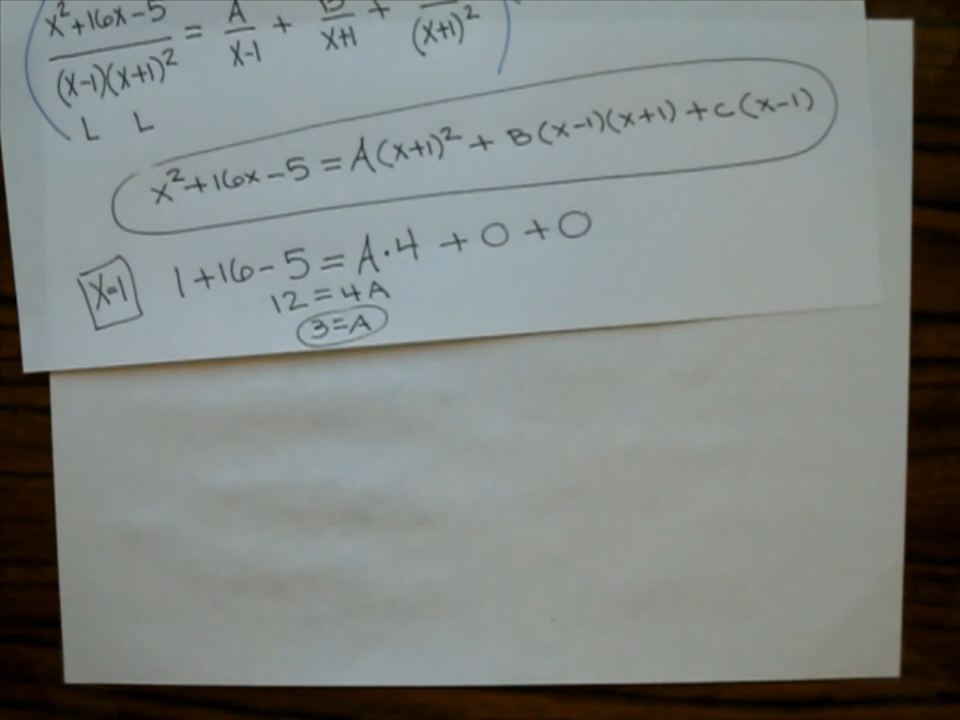 x²+16x-5 / (x-1)(x+1)² = A / x-1 + B / x+1 + / (x+1)²
L L
x²+16x-5 = A(x+1)² + B(x-1)(x+1) + C(x-1)
x=1 1+16-5 = A·4 + 0 + 0
12=4A
3=A